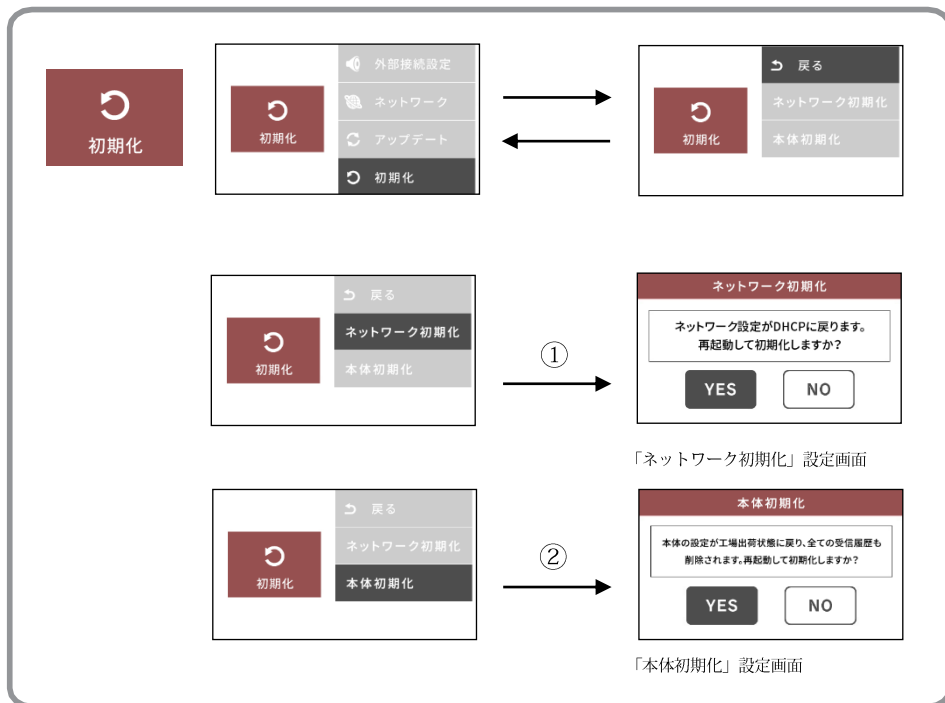 初期化
外部接続設定
ネットワーク
アップデート
初期化
初期化
戻る
ネットワーク初期化
本体初期化
初期化
戻る
ネットワーク初期化
本体初期化
初期化
①
ネットワーク初期化
ネットワーク設定がDHCPに戻ります。
再起動して初期化しますか？
YES NO
「ネットワーク初期化」設定画面
戻る
ネットワーク初期化
本体初期化
初期化
②
本体初期化
本体の設定が工場出荷状態に戻り、全ての受信履歴も
削除されます。再起動して初期化しますか？
YES NO
「本体初期化」設定画面